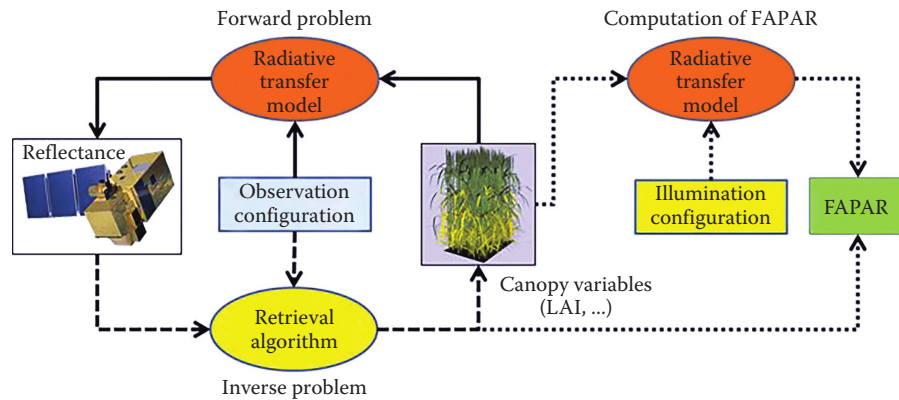 Forward problem
Computation of FAPAR
Radiative
transfer
model
Radiative
transfer
model
Reflectance
Observation
configuration
Illumination
configuration
FAPAR
Canopy variables
(LAI, ...)
Retrieval
algorithm
Inverse problem